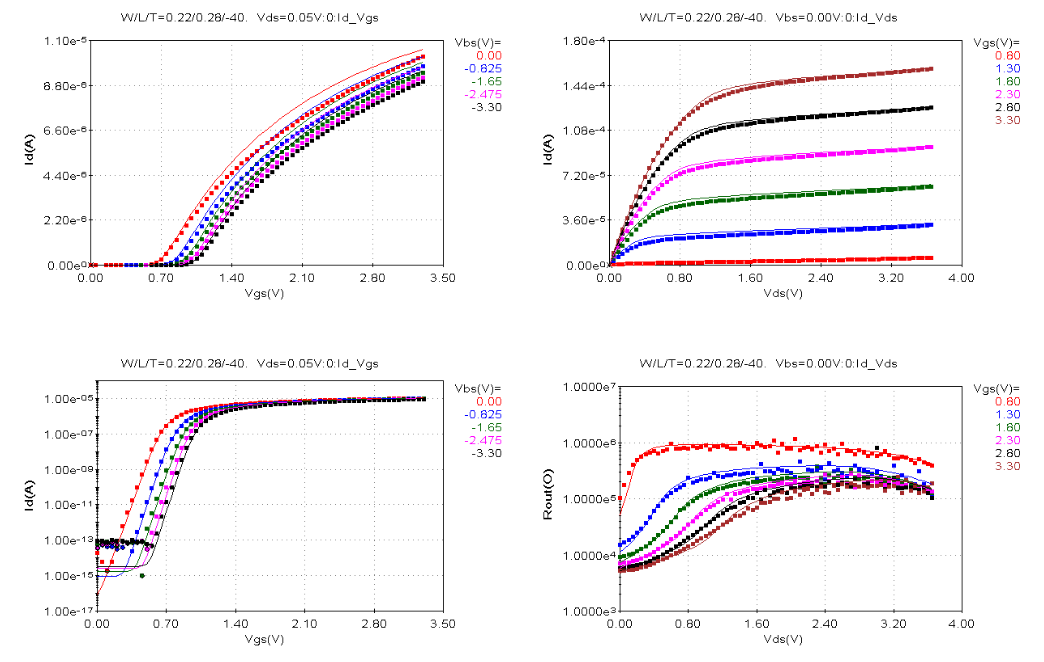 W/L/T=0.22/0.28/-40. Vds=0.05V:0:Id_Vgs
Id(A)
1.10e-5
8.80e-6
6.60e-6
4.40e-6
2.20e-6
0.00e0
0.00 0.70 1.40 2.10 2.80 3.50
Vgs(V)
Vbs(V)=
0.00
-0.825
-1.65
-2.475
-3.30
W/L/T=0.22/0.28/-40. Vbs=0.00V:0:Id_Vds
Id(A)
1.80e-4
1.44e-4
1.08e-4
7.20e-5
3.60e-5
0.00e0
0.00 0.80 1.60 2.40 3.20 4.00
Vds(V)
Vgs(V)=
0.80
1.30
1.80
2.30
2.80
3.30
W/L/T=0.22/0.28/-40. Vds=0.05V:0:Id_Vgs
Id(A)
1.00e-05
1.00e-07
1.00e-09
1.00e-11
1.00e-13
1.00e-15
1.00e-17
0.00 0.70 1.40 2.10 2.80 3.50
Vgs(V)
Vbs(V)=
0.00
-0.825
-1.65
-2.475
-3.30
W/L/T=0.22/0.28/-40. Vbs=0.00V:0:Id_Vds
Rout(O)
1.0000e7
1.0000e6
1.0000e5
1.0000e4
1.0000e3
0.00 0.80 1.60 2.40 3.20 4.00
Vds(V)
Vgs(V)=
0.80
1.30
1.80
2.30
2.80
3.30